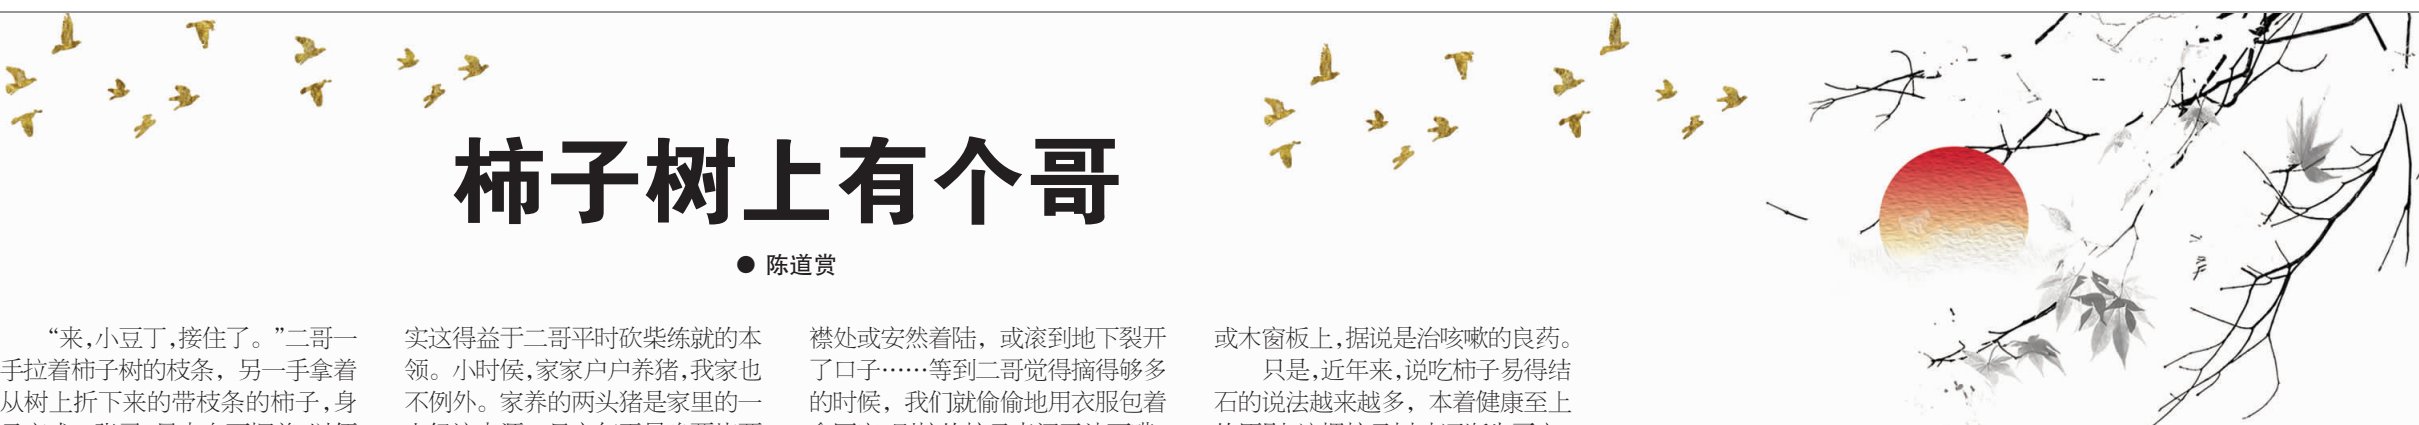 柿子树上有个哥
● 陈道赏
“来,小豆丁,接住了。”二哥一
手拉着柿子树的枝条，另一手拿着
从树上折下来的带枝条的柿子,身
实这得益于二哥平时砍柴练就的本
领。小时侯,家家户户养猪,我家也
不例外。家养的两头猪是家里的一
襟处或安然着陆，或滚到地下裂开
了口子……等到二哥觉得摘得够多
的时候，我们就偷偷地用衣服包着
或木窗板上,据说是治咳嗽的良药。
只是,近年来,说吃柿子易得结
石的说法越来越多，本着健康至上